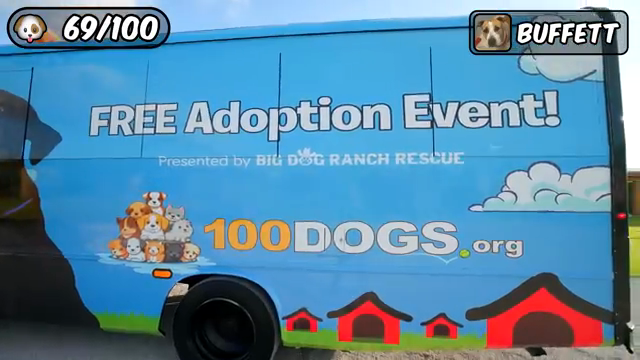 69/100
BUFFETT
FREE Adoption Event!
Presented by BIG DOG RANCH RESCUE
100DOGS.org